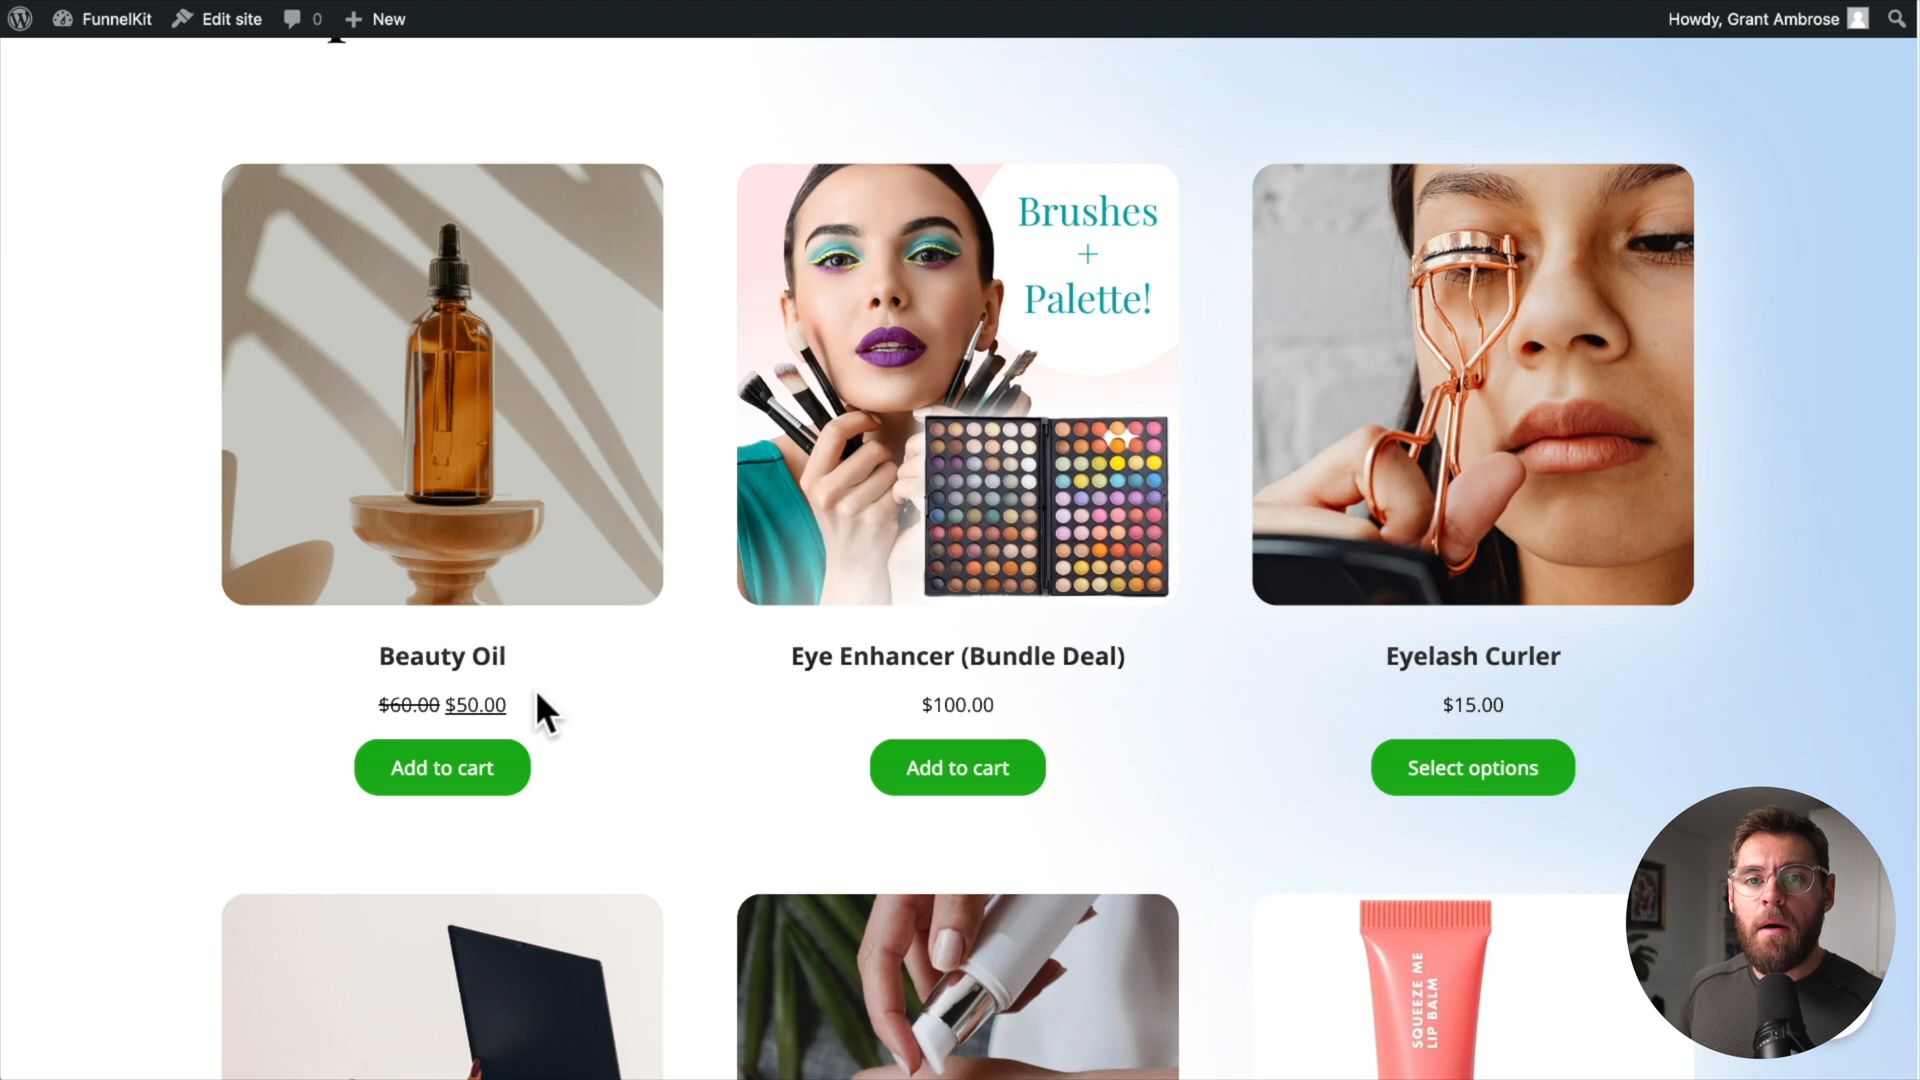 FunnelKit Edit site 0 New
Howdy, Grant Ambrose
Brushes
+
Palette!
Beauty Oil
$60.00 $50.00
Add to cart
Eye Enhancer (Bundle Deal)
$100.00
Add to cart
Eyelash Curler
$15.00
Select options
SQUEEZE ME
LIP BALM